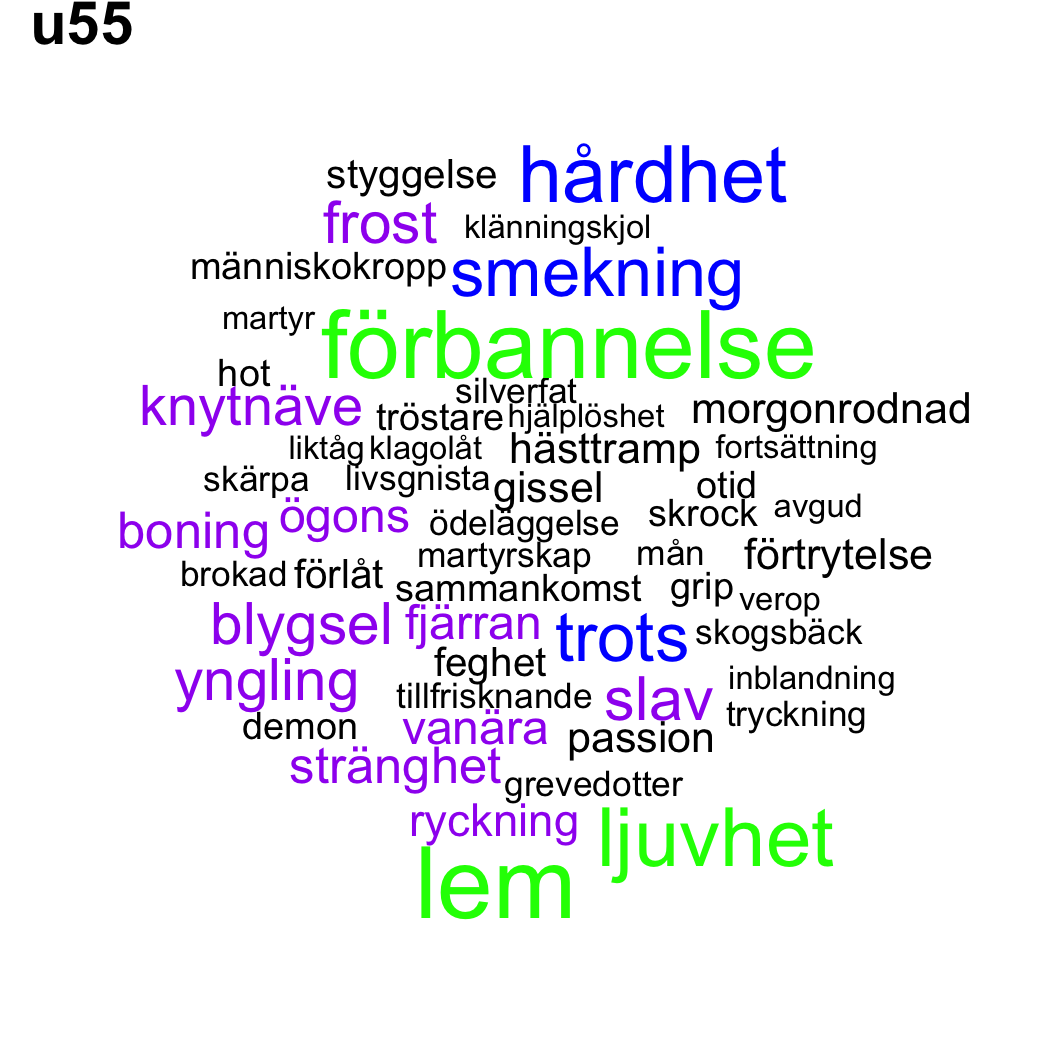 u55
styggelse hårdhet
frost klänningskjol
människokropp smekning
martyr förbannelse
hot silverfat
knytnäve tröstare hjälplöshet morgonrodnad
liktåg klagolåt hästtramp fortsättning
skärpa livsgnista gissel otid
boning ögons ödeläggelse skrock avgud
martyrskap mån förtrytelse
brokad förlåt sammankomst grip verop
blygsel fjärran trots skogsbäck
yngling feghet tillfrisknande slav inblandning
demon vanära passion tryckning
stränghet grevedotter
ryckning ljuvhet
lem